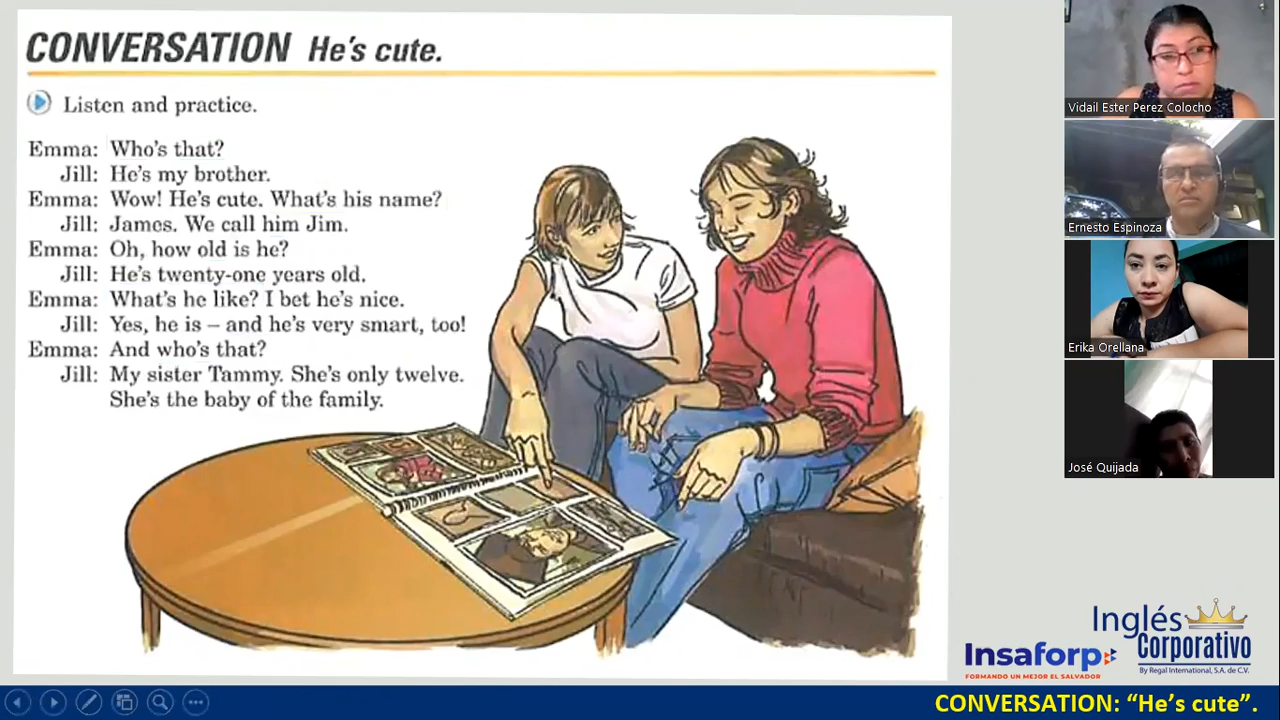 CONVERSATION He's cute.
Listen and practice.
Emma: Who's that?
Jill: He's my brother.
Emma: Wow! He's cute. What's his name?
Jill: James. We call him Jim.
Emma: Oh, how old is he?
Jill: He's twenty-one years old.
Emma: What's he like? I bet he's nice.
Jill: Yes, he is – and he's very smart, too!
Emma: And who's that?
Jill: My sister Tammy. She's only twelve.
She's the baby of the family.
Vidail Ester Perez Colocho
Ernesto Espinoza
Erika Orellana
José Quijada
Insaforp
FORMANDO UN MEJOR EL SALVADOR
Inglés
Corporativo
By Regal International, S.A. de C.V.
CONVERSATION: “He’s cute”.